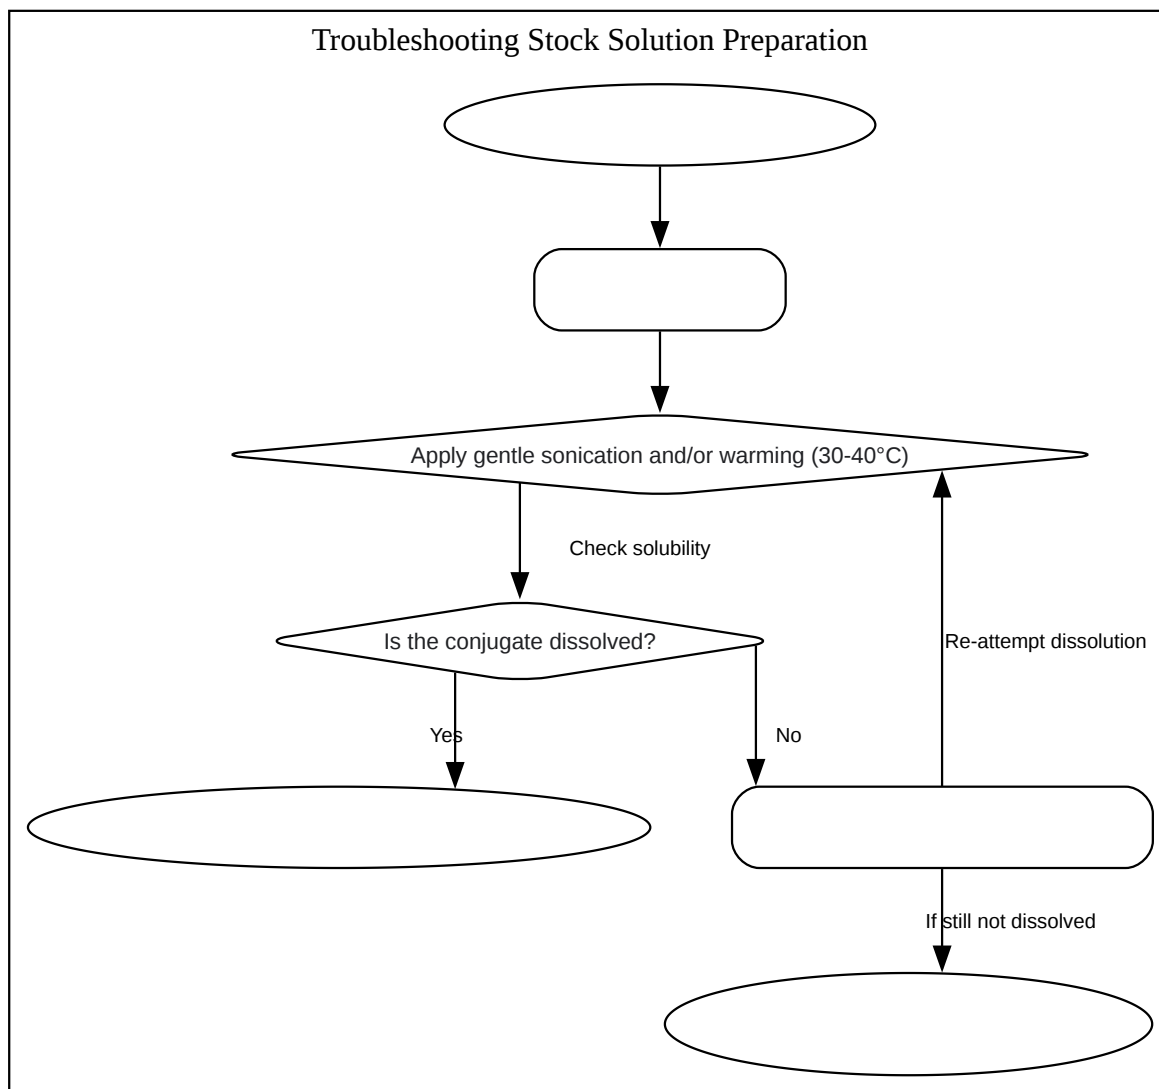 Troubleshooting Stock Solution Preparation
Apply gentle sonication and/or warming (30-40°C)
Check solubility
Is the conjugate dissolved?
Re-attempt dissolution
Yes
No
If still not dissolved